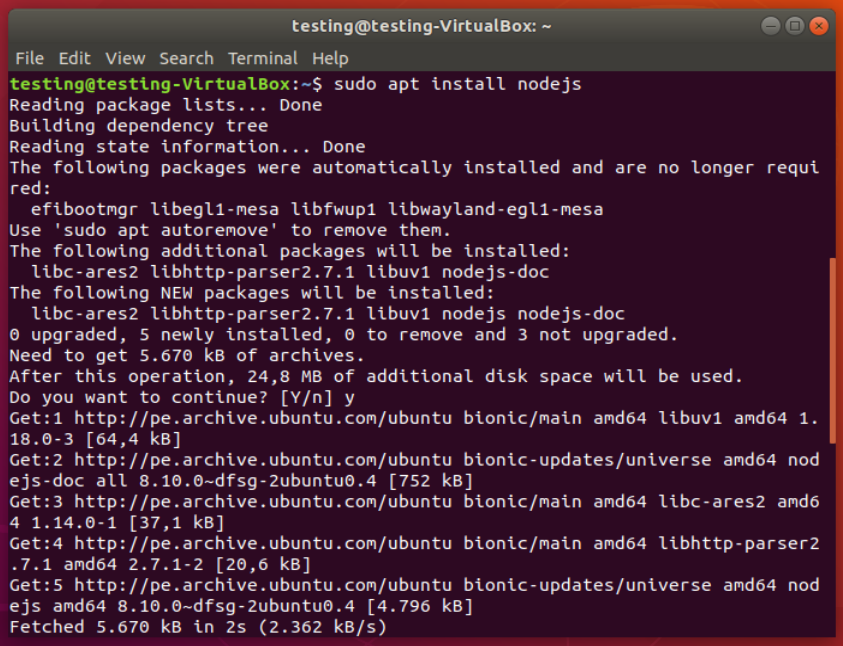 testing@testing-VirtualBox: ~
File Edit View Search Terminal Help
testing@testing-VirtualBox:~$ sudo apt install nodejs
Reading package lists... Done
Building dependency tree
Reading state information... Done
The following packages were automatically installed and are no longer requi
red:
  efibootmgr libegl1-mesa libfwup1 libwayland-egl1-mesa
Use 'sudo apt autoremove' to remove them.
The following additional packages will be installed:
  libc-ares2 libhttp-parser2.7.1 libuv1 nodejs-doc
The following NEW packages will be installed:
  libc-ares2 libhttp-parser2.7.1 libuv1 nodejs nodejs-doc
0 upgraded, 5 newly installed, 0 to remove and 3 not upgraded.
Need to get 5.670 kB of archives.
After this operation, 24,8 MB of additional disk space will be used.
Do you want to continue? [Y/n] y
Get:1 http://pe.archive.ubuntu.com/ubuntu bionic/main amd64 libuv1 amd64 1.
18.0-3 [64,4 kB]
Get:2 http://pe.archive.ubuntu.com/ubuntu bionic-updates/universe amd64 nod
ejs-doc all 8.10.0~dfsg-2ubuntu0.4 [752 kB]
Get:3 http://pe.archive.ubuntu.com/ubuntu bionic/main amd64 libc-ares2 amd6
4 1.14.0-1 [37,1 kB]
Get:4 http://pe.archive.ubuntu.com/ubuntu bionic/main amd64 libhttp-parser2
.7.1 amd64 2.7.1-2 [20,6 kB]
Get:5 http://pe.archive.ubuntu.com/ubuntu bionic-updates/universe amd64 nod
ejs amd64 8.10.0~dfsg-2ubuntu0.4 [4.796 kB]
Fetched 5.670 kB in 2s (2.362 kB/s)